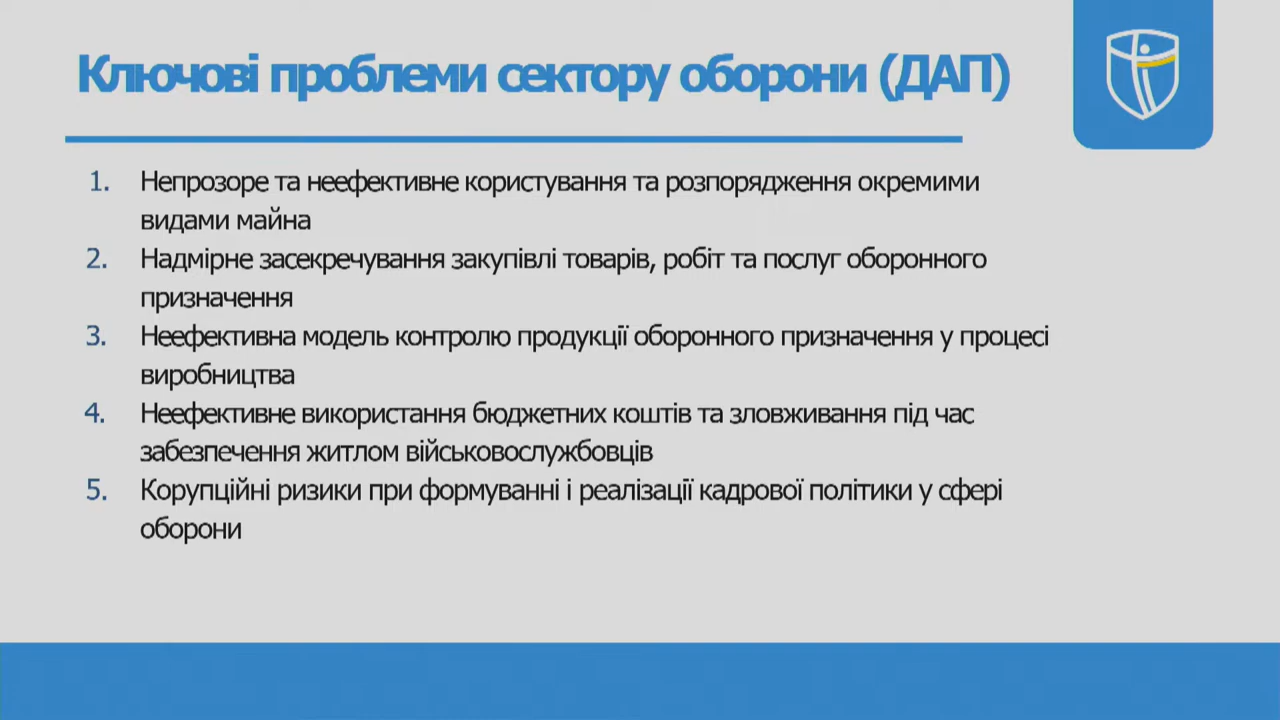 Ключові проблеми сектору оборони (ДАП)
1. Непрозоре та неефективне користування та розпорядження окремими
видами майна
2. Надмірне засекречування закупівлі товарів, робіт та послуг оборонного
призначення
3. Неефективна модель контролю продукції оборонного призначення у процесі
виробництва
4. Неефективне використання бюджетних коштів та зловживання під час
забезпечення житлом військовослужбовців
5. Корупційні ризики при формуванні і реалізації кадрової політики у сфері
оборони